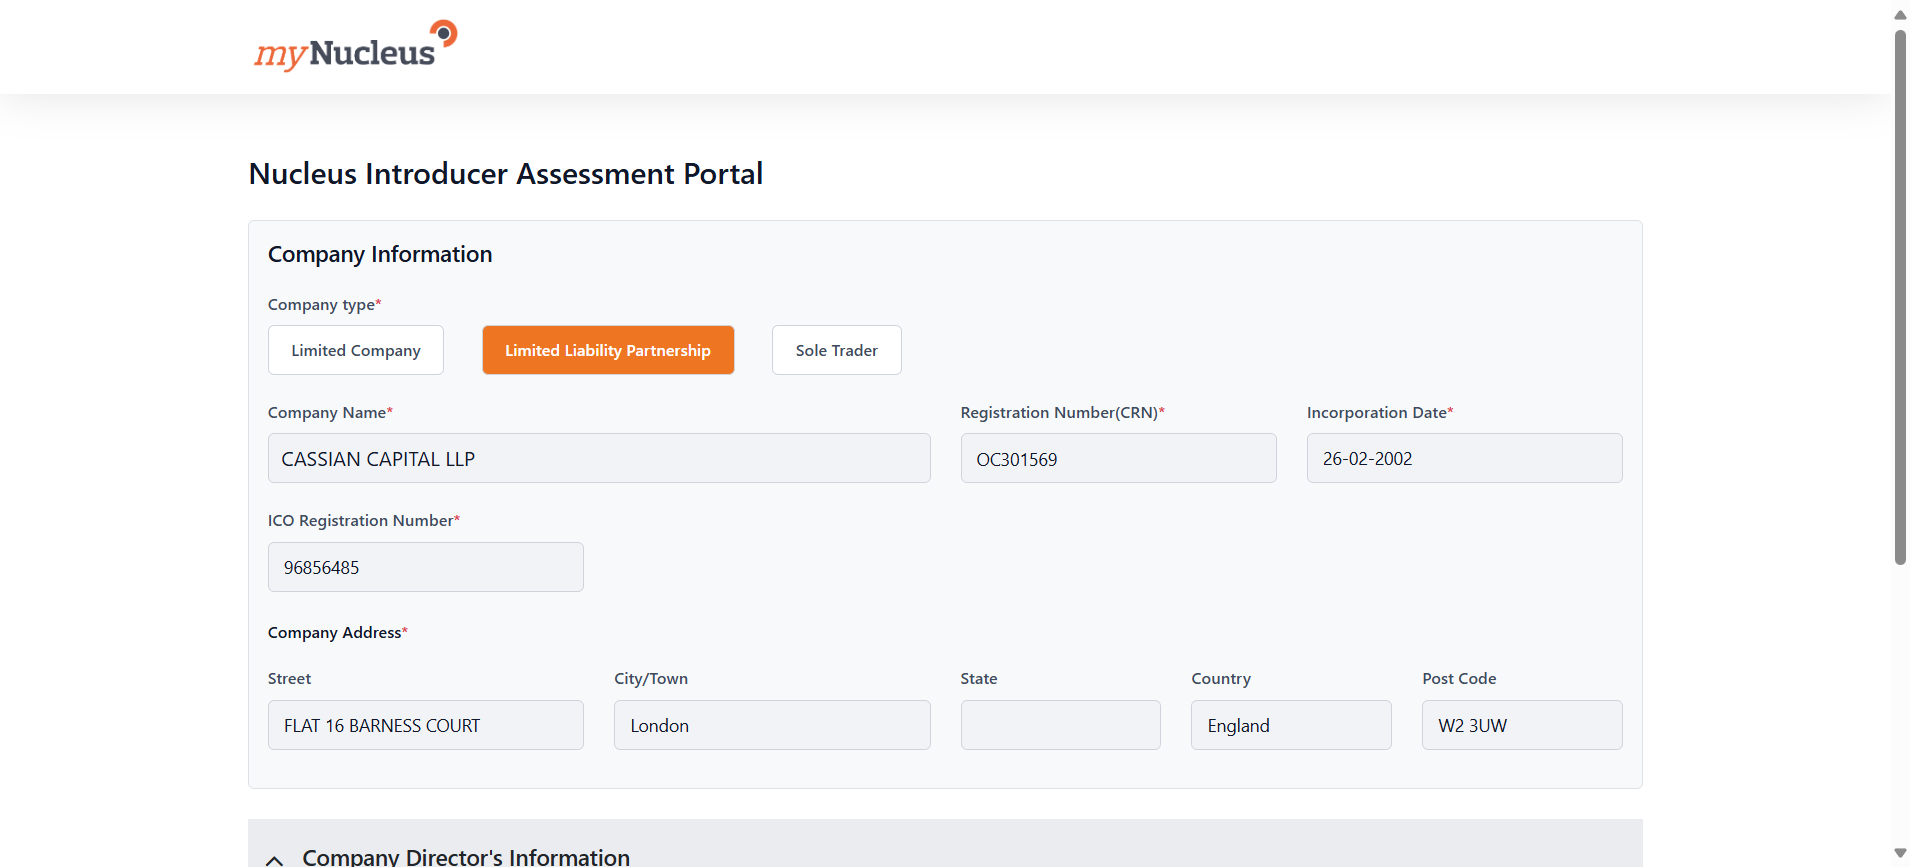 myNucleus
Nucleus Introducer Assessment Portal
Company Information
Company type*
Limited Company
Limited Liability Partnership
Sole Trader
Company Name*
Registration Number(CRN)*
Incorporation Date*
CASSIAN CAPITAL LLP
OC301569
26-02-2002
ICO Registration Number*
96856485
Company Address*
Street
City/Town
State
Country
Post Code
FLAT 16 BARNESS COURT
London
England
W2 3UW
Company Director's Information